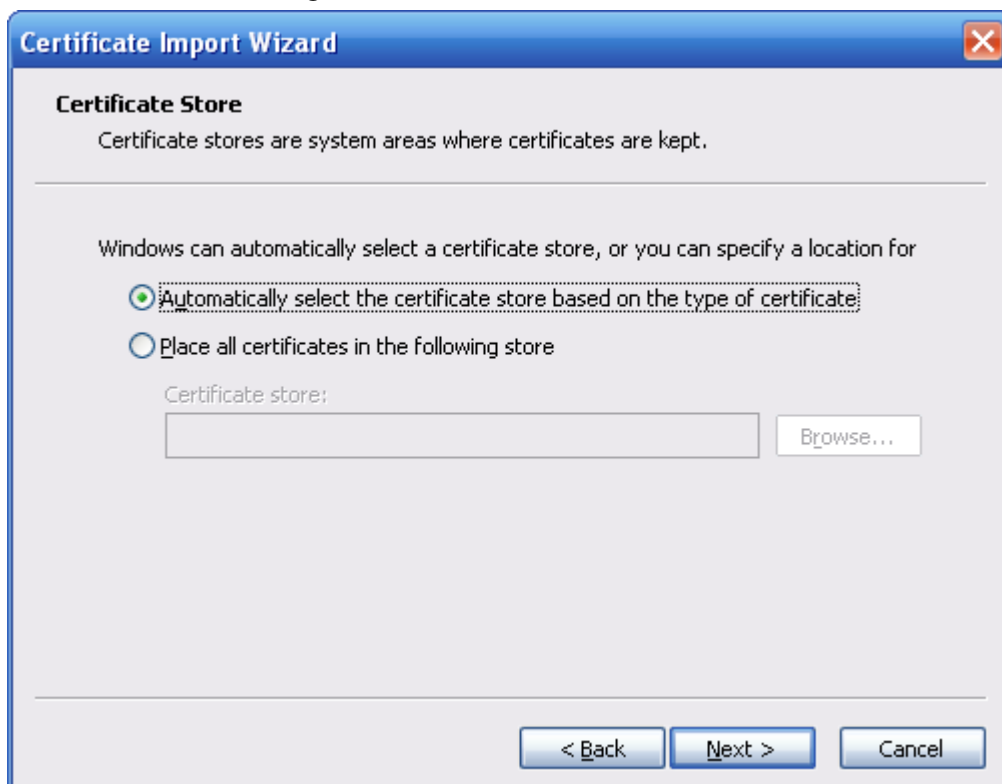 Certificate Import Wizard
Certificate Store
Certificate stores are system areas where certificates are kept.
Windows can automatically select a certificate store, or you can specify a location for
Automatically select the certificate store based on the type of certificate
Place all certificates in the following store
Certificate store:
Browse...
< Back
Next >
Cancel